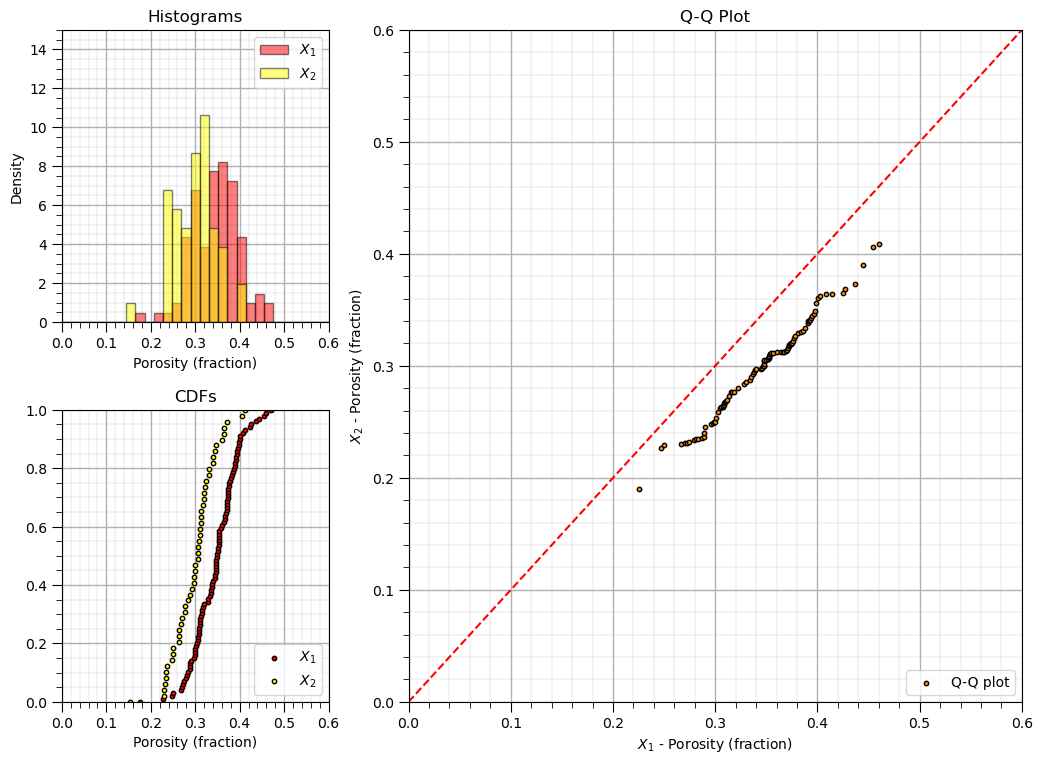 Histograms
14
12
10
8
6
4
2
0
Density
X1
X2
0.0 0.1 0.2 0.3 0.4 0.5 0.6
Porosity (fraction)
CDFs
1.0
0.8
0.6
0.4
0.2
0.0
X1
X2
0.0 0.1 0.2 0.3 0.4 0.5 0.6
Porosity (fraction)
Q-Q Plot
0.6
0.5
0.4
0.3
0.2
0.1
0.0
X2 - Porosity (fraction)
Q-Q plot
0.0 0.1 0.2 0.3 0.4 0.5 0.6
X1 - Porosity (fraction)